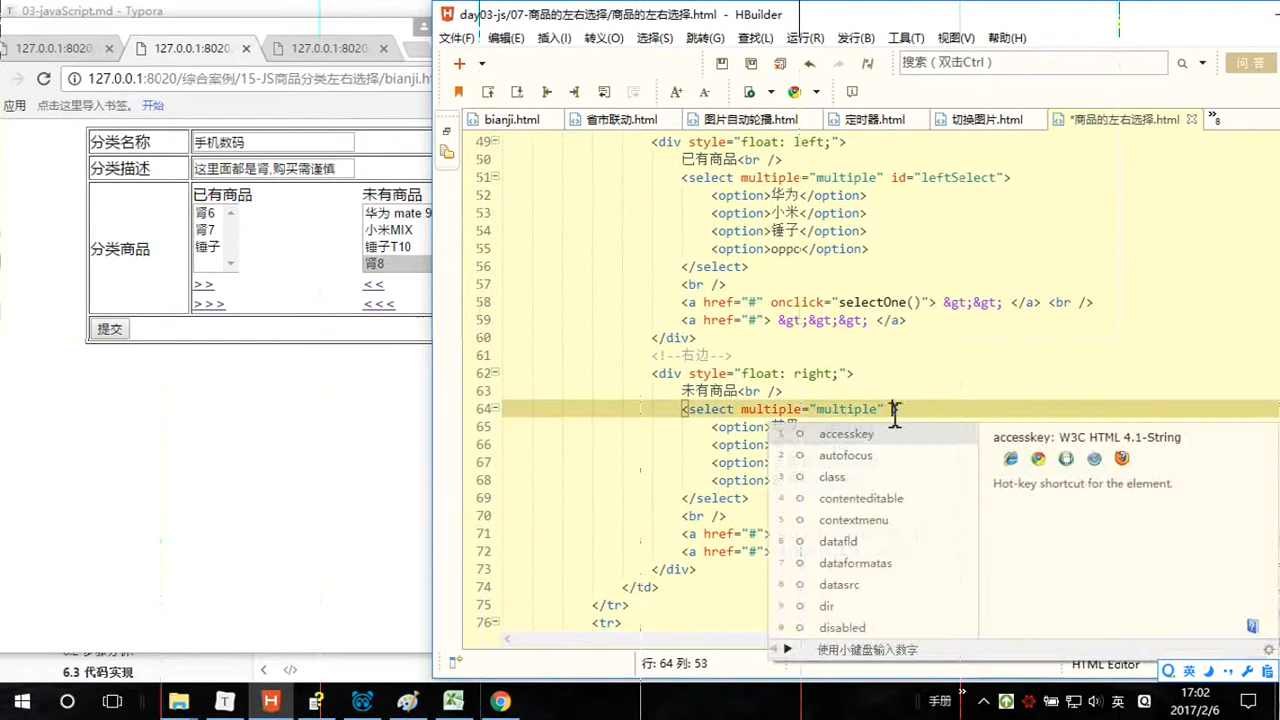 03-javaScript.md - Typora
day03-js/07-商品的左右选择/商品的左右选择.html - HBuilder
文件(F) 编辑(E) 插入(I) 转义(O) 选择(S) 跳转(G) 查找(L) 运行(R) 发行(B) 工具(T) 视图(V) 帮助(H)
127.0.0.1:8020 127.0.0.1:8020, 127.0.0.1:8020
127.0.0.1:8020/综合案例/15-JS商品分类左右选择/bianji.h
搜索（双击Ctrl） 问 答
应用 点击这里导入书签。 开始
A+ A-
bianji.html 省市联动.html 图片自动轮播.html 定时器.html 切换图片.html *商品的左右选择.html »8
分类名称 手机数码
分类描述 这里面都是肾,购买需谨慎
分类商品
已有商品 未有商品
肾6 华为 mate 9
肾7 小米MIX
锤子 锤子T10
肾8
>> <<
>>> <<<
提交
49 <div style="float: left;">
50 已有商品<br />
51 <select multiple="multiple" id="leftSelect">
52 <option>华为</option>
53 <option>小米</option>
54 <option>锤子</option>
55 <option>oppo</option>
56 </select>
57 <br />
58 <a href="#" onclick="selectOne()"> &gt;&gt; </a> <br />
59 <a href="#"> &gt;&gt;&gt; </a>
60 </div>
61 <!--右边-->
62 <div style="float: right;">
63 未有商品<br />
64 <select multiple="multiple"
65 <option>
66 <option>
67 <option>
68 <option>
69 </select>
70 <br />
71 <a href="#">
72 <a href="#">
73 </div>
74 </td>
75 </tr>
76 <tr>
1 accesskey
2 autofocus
3 class
4 contenteditable
5 contextmenu
6 datafld
7 dataformatas
8 datasrc
9 dir
0 disabled
使用小键盘输入数字
accesskey: W3C HTML 4.1-String
Hot-key shortcut for the element.
6.3 代码实现
行: 64 列: 53 HTML Editor
英
手册 英 17:02
2017/2/6